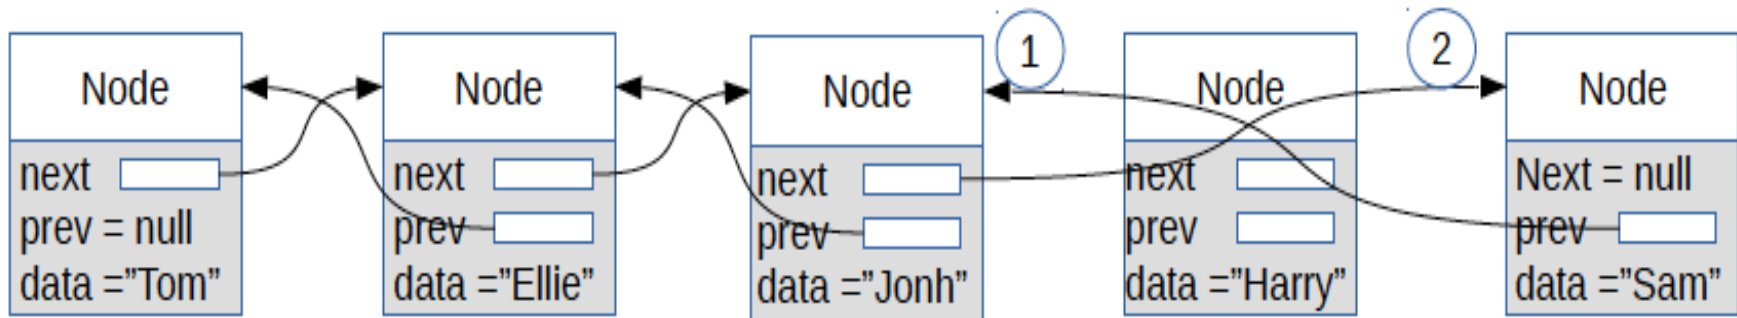 Node
next
prev = null
data =”Tom”
Node
next
prev
data =”Ellie”
Node
next
prev
data =”Jonh”
1
Node
next
prev
data =”Harry”
2
Node
Next = null
prev
data =”Sam”